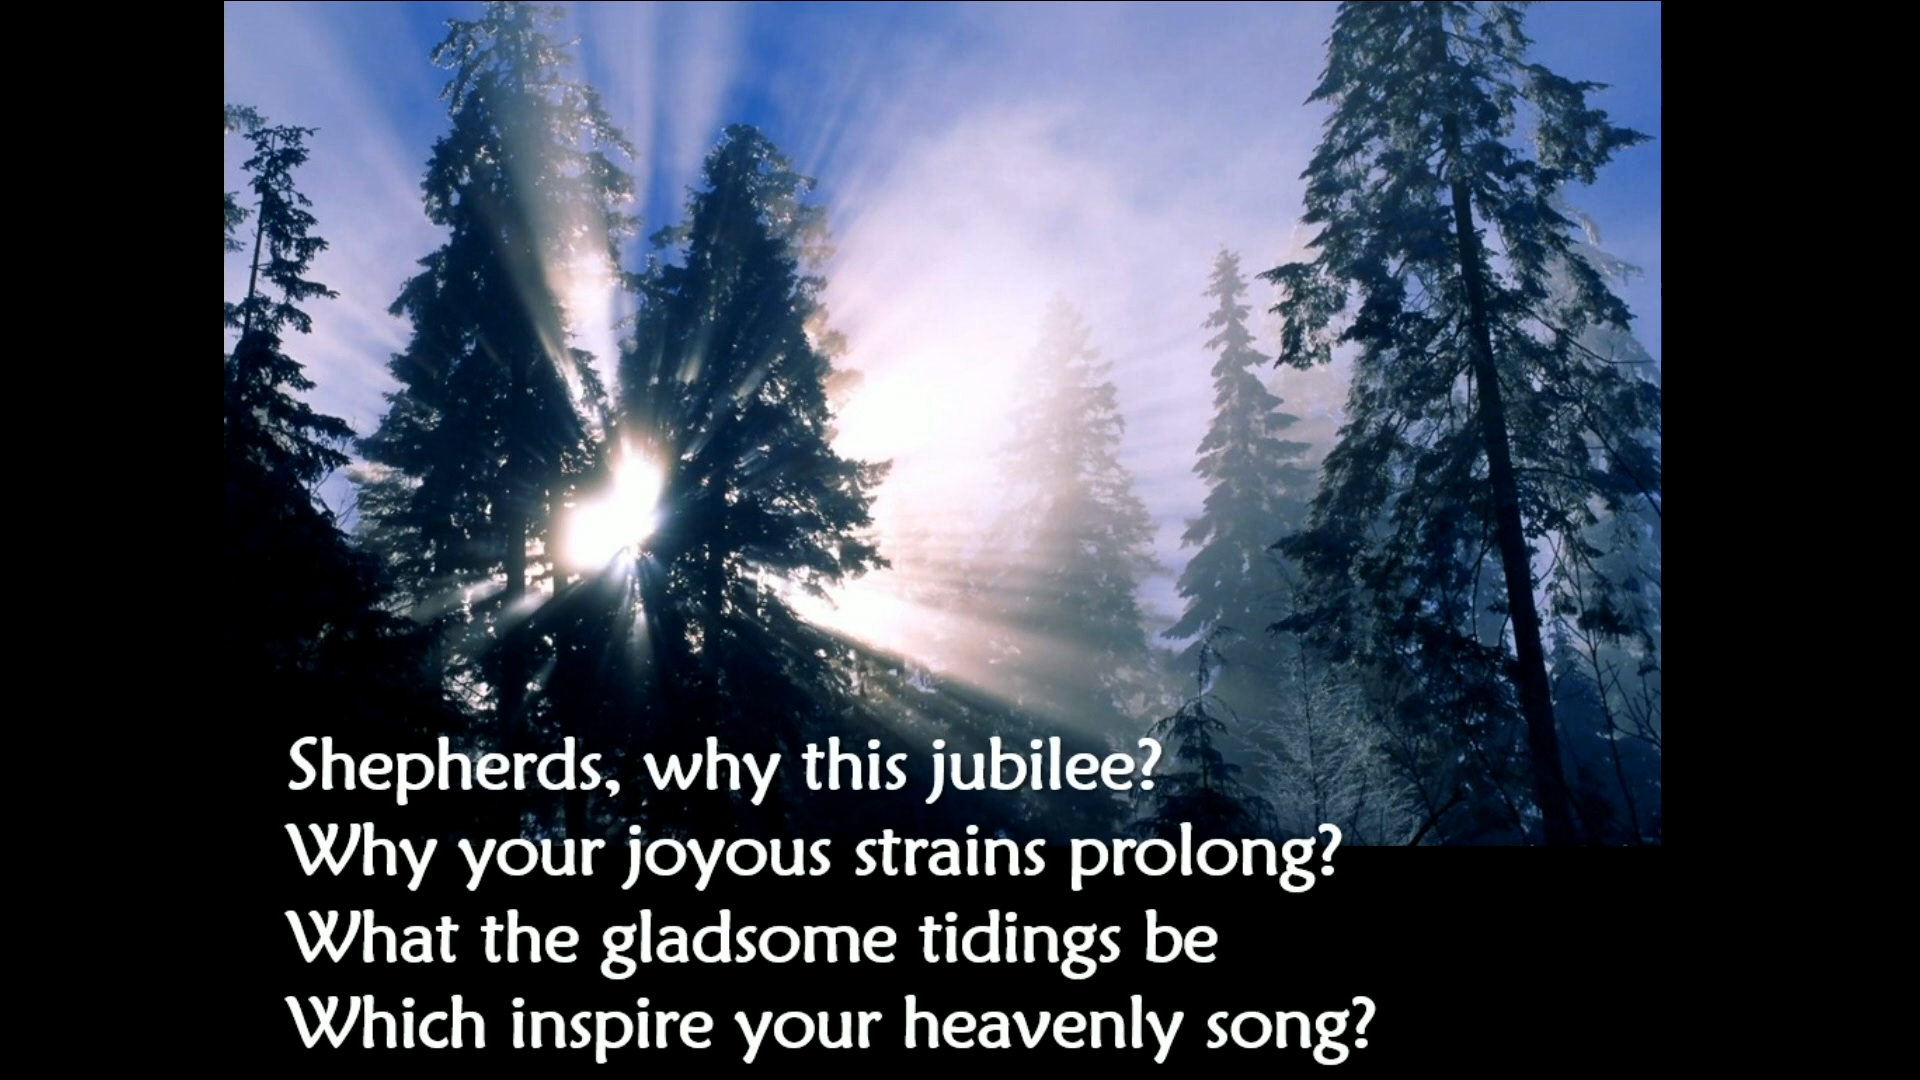 Shepherds, why this jubilee?
Why your joyous strains prolong?
What the gladsome tidings be
Which inspire your heavenly song?